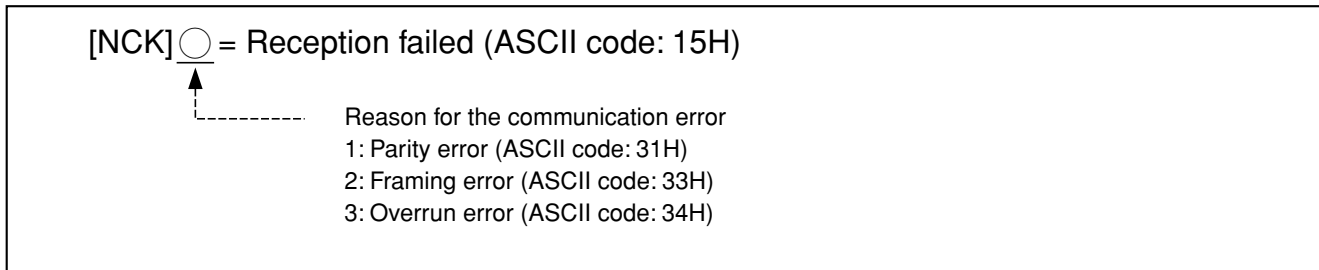 [NCK]◯ = Reception failed (ASCII code: 15H)
Reason for the communication error
1: Parity error (ASCII code: 31H)
2: Framing error (ASCII code: 33H)
3: Overrun error (ASCII code: 34H)